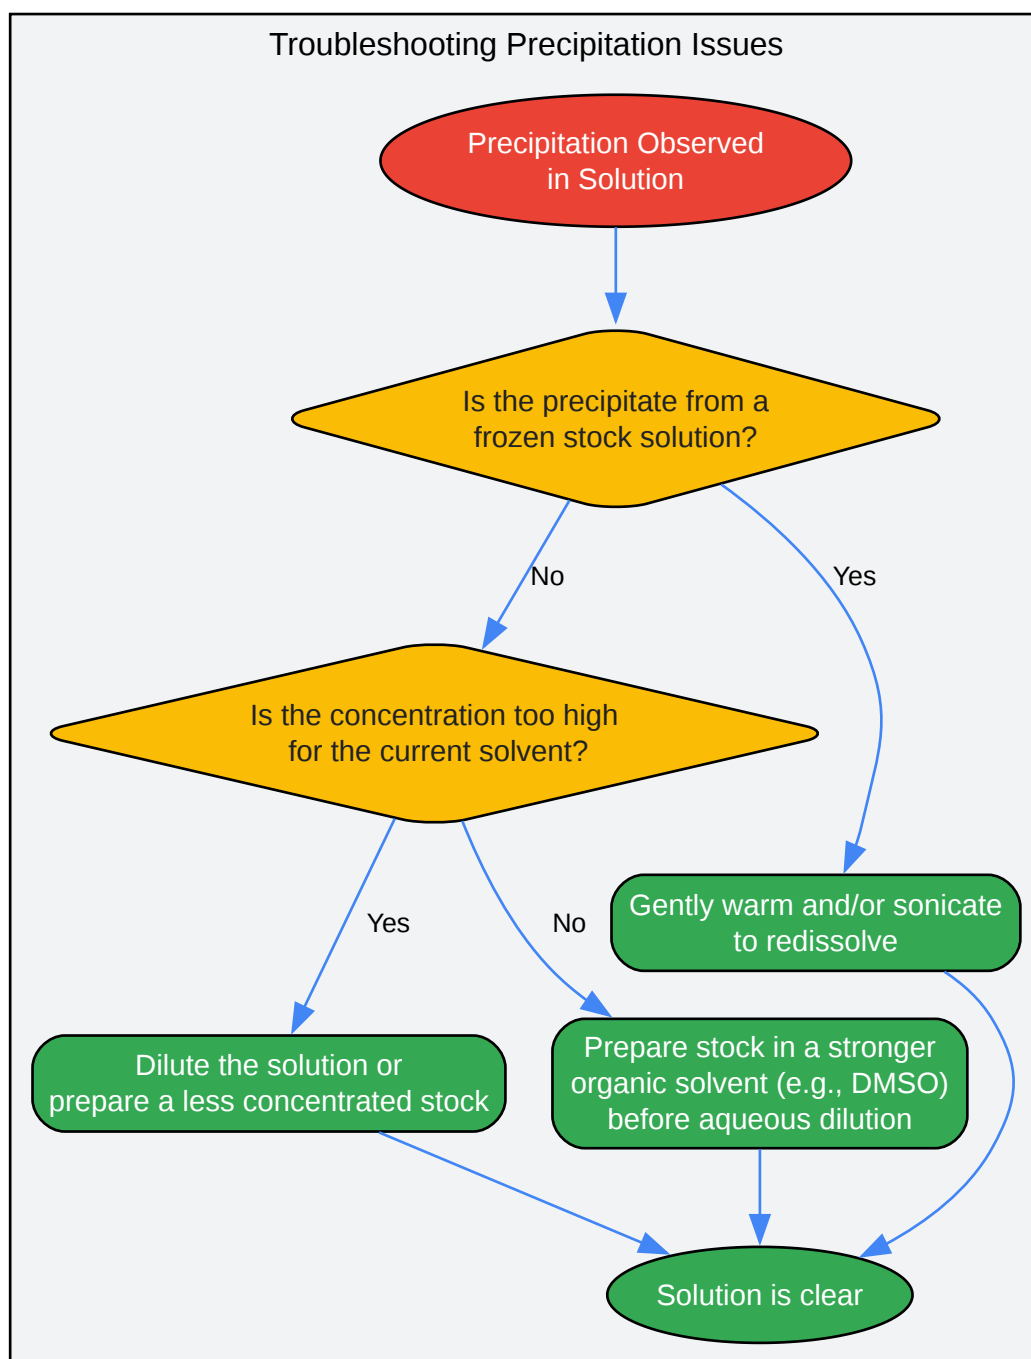 Troubleshooting Precipitation Issues
Precipitation Observed
in Solution
Is the precipitate from a
frozen stock solution?
No
Yes
Is the concentration too high
for the current solvent?
Yes
No
Gently warm and/or sonicate
to redissolve
Dilute the solution or
prepare a less concentrated stock
Prepare stock in a stronger
organic solvent (e.g., DMSO)
before aqueous dilution
Solution is clear